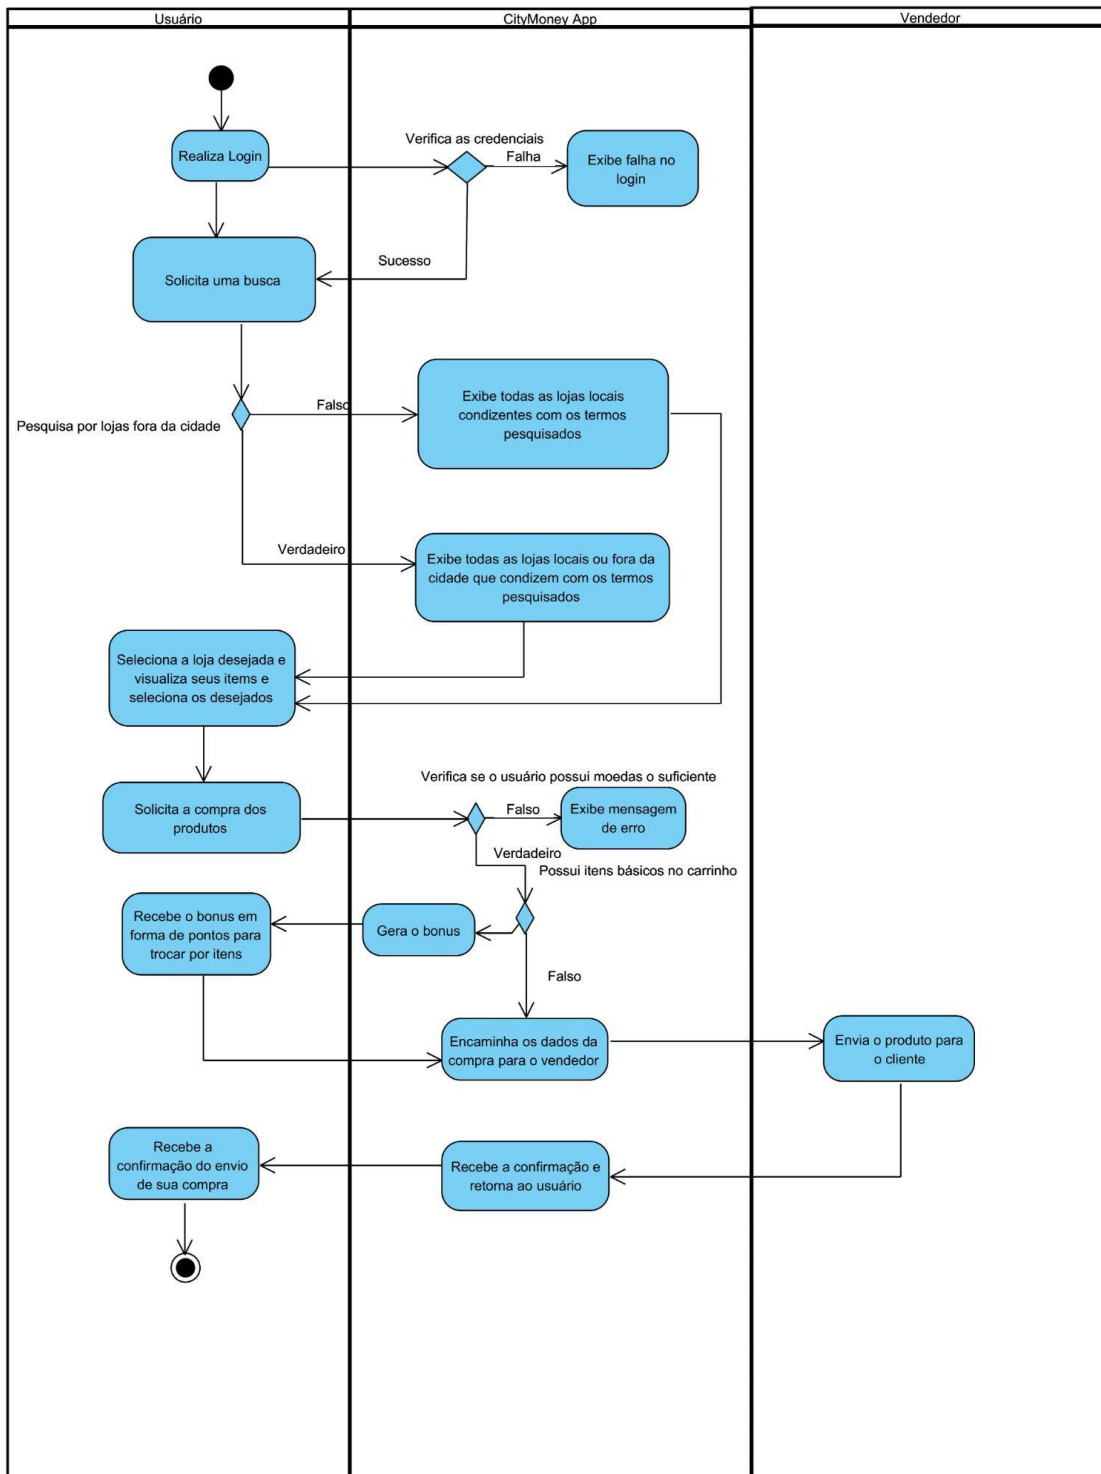 Usuário
CityMoney App
Vendedor
Realiza Login
Verifica as credenciais
Falha
Exibe falha no
login
Sucesso
Solicita uma busca
Pesquisa por lojas fora da cidade
Falso
Exibe todas as lojas locais
condizentes com os termos
pesquisados
Verdadeiro
Exibe todas as lojas locais ou fora da
cidade que condizem com os termos
pesquisados
Seleciona a loja desejada e
visualiza seus items e
seleciona os desejados
Solicita a compra dos
produtos
Verifica se o usuário possui moedas o suficiente
Falso
Exibe mensagem
de erro
Verdadeiro
Possui itens básicos no carrinho
Gera o bonus
Recebe o bonus em
forma de pontos para
trocar por itens
Falso
Encaminha os dados da
compra para o vendedor
Envia o produto para
o cliente
Recebe a confirmação e
retorna ao usuário
Recebe a
confirmação do envio
de sua compra